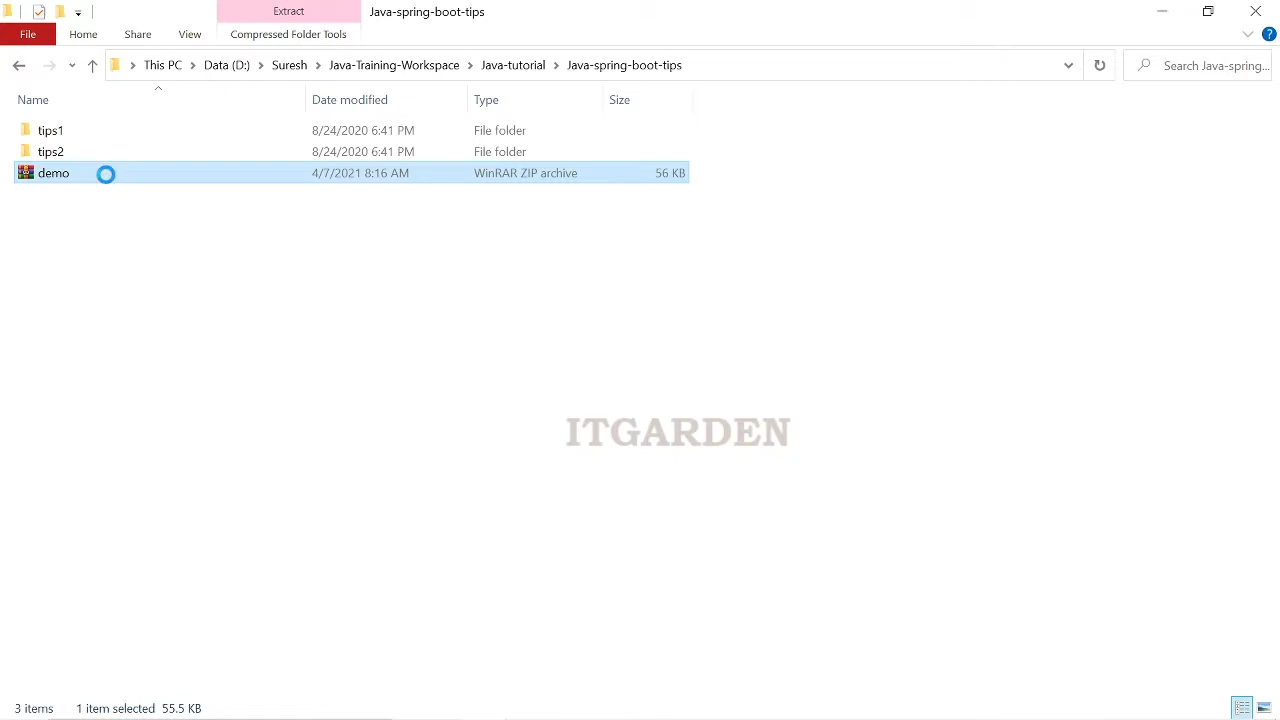 Extract
Java-spring-boot-tips
File
Home
Share
View
Compressed Folder Tools
?
This PC
Data (D:)
Suresh
Java-Training-Workspace
Java-tutorial
Java-spring-boot-tips
Search Java-spring...
Name
Date modified
Type
Size
tips1
8/24/2020 6:41 PM
File folder
tips2
8/24/2020 6:41 PM
File folder
demo
4/7/2021 8:16 AM
WinRAR ZIP archive
56 KB
ITGARDEN
3 items
1 item selected
55.5 KB